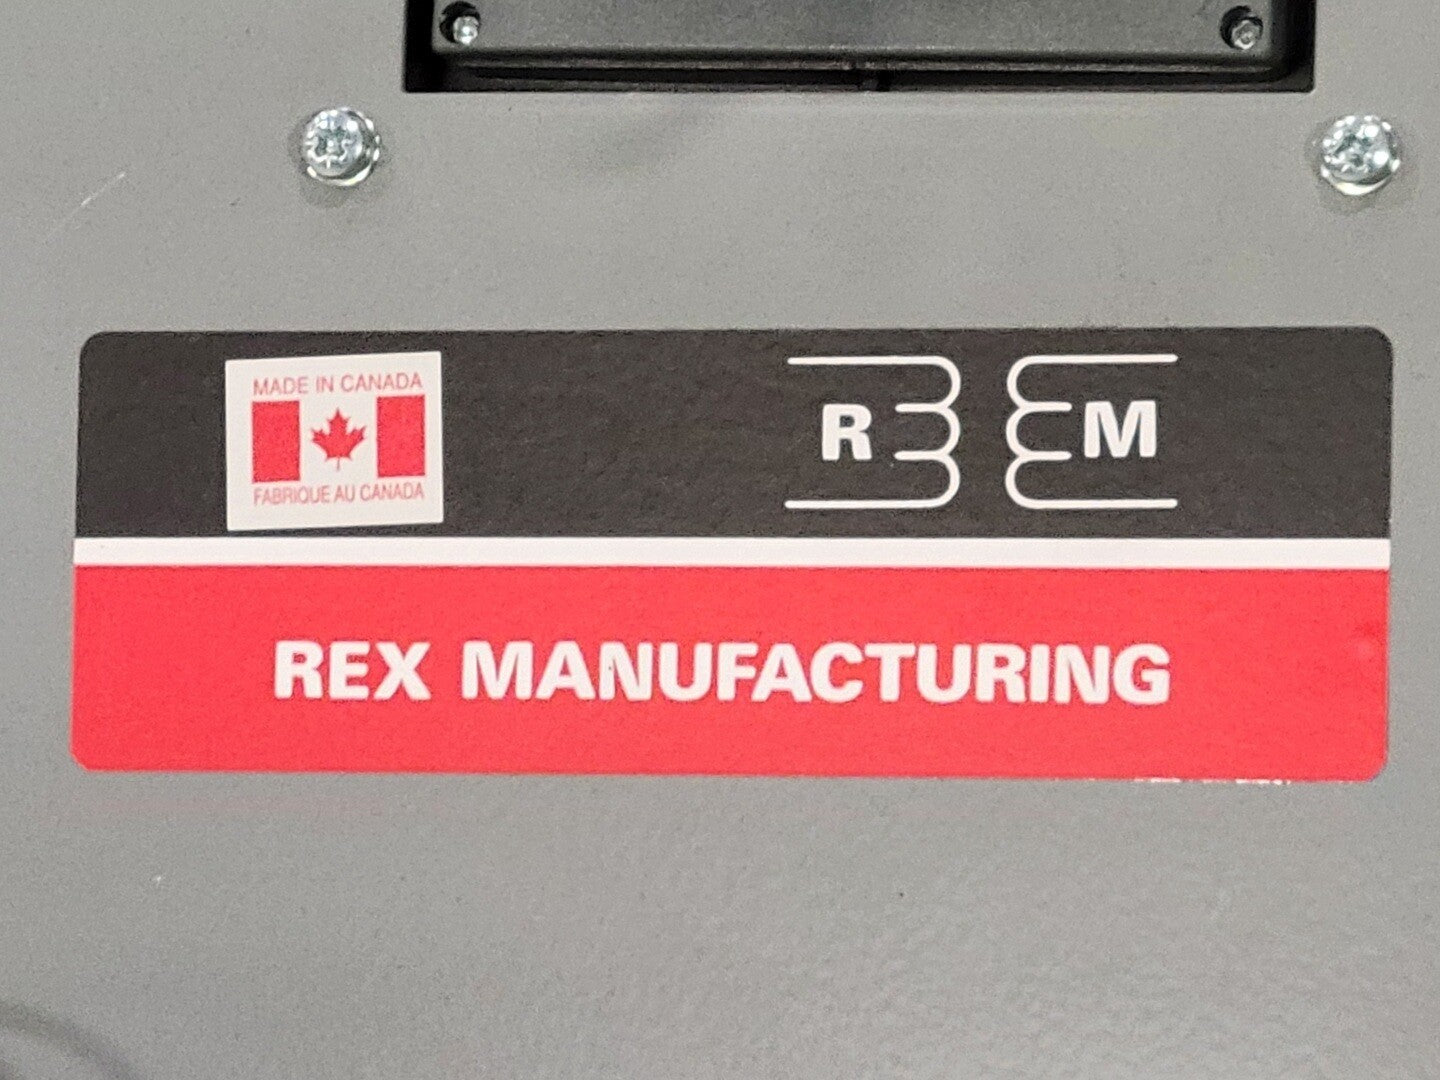 MADE IN CANADA
FABRIQUE AU CANADA
R M
REX MANUFACTURING